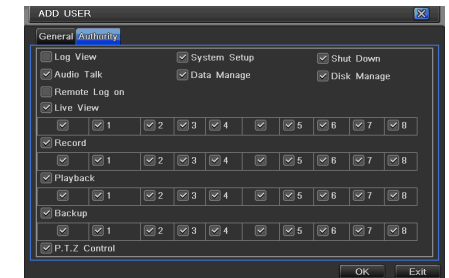 ADD USER
General Authority
Log View System Setup Shut Down
Audio Talk Data Manage Disk Manage
Remote Log on
Live View
1 2 3 4 5 6 7 8
Record
1 2 3 4 5 6 7 8
Playback
1 2 3 4 5 6 7 8
Backup
1 2 3 4 5 6 7 8
P.T.Z Control
OK Exit